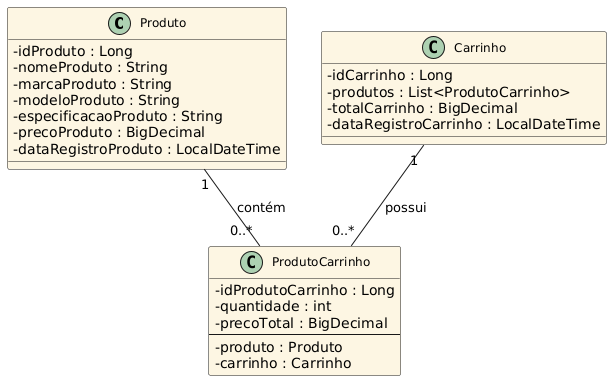 C Produto
-idProduto : Long
-nomeProduto : String
-marcaProduto : String
-modeloProduto : String
-especificacaoProduto : String
-precoProduto : BigDecimal
-dataRegistroProduto : LocalDateTime
C Carrinho
-idCarrinho : Long
-produtos : List<ProdutoCarrinho>
-totalCarrinho : BigDecimal
-dataRegistroCarrinho : LocalDateTime
1
contém
0..*
1
possui
0..*
C ProdutoCarrinho
-idProdutoCarrinho : Long
-quantidade : int
-precoTotal : BigDecimal
-produto : Produto
-carrinho : Carrinho